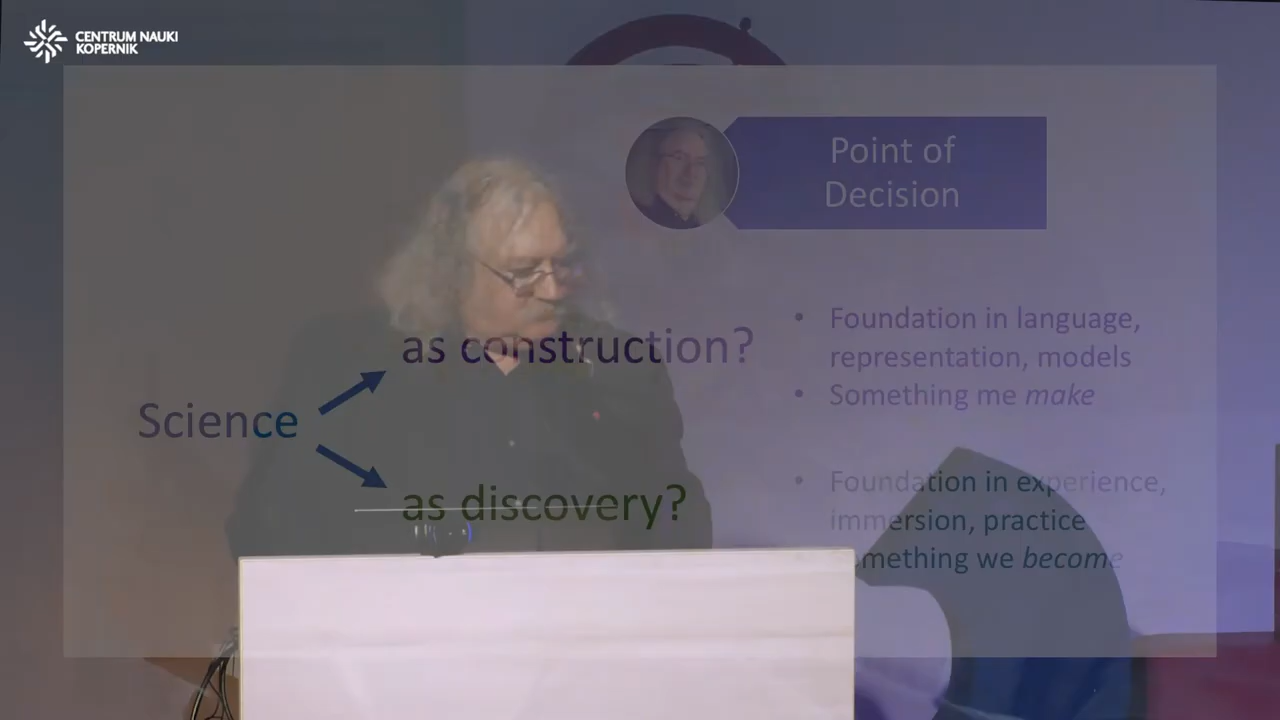 CENTRUM NAUKI
KOPERNIK
Point of
Decision
Science
as construction?
• Foundation in language,
representation, models
• Something me make
as discovery?
• Foundation in experience,
immersion, practice
something we become